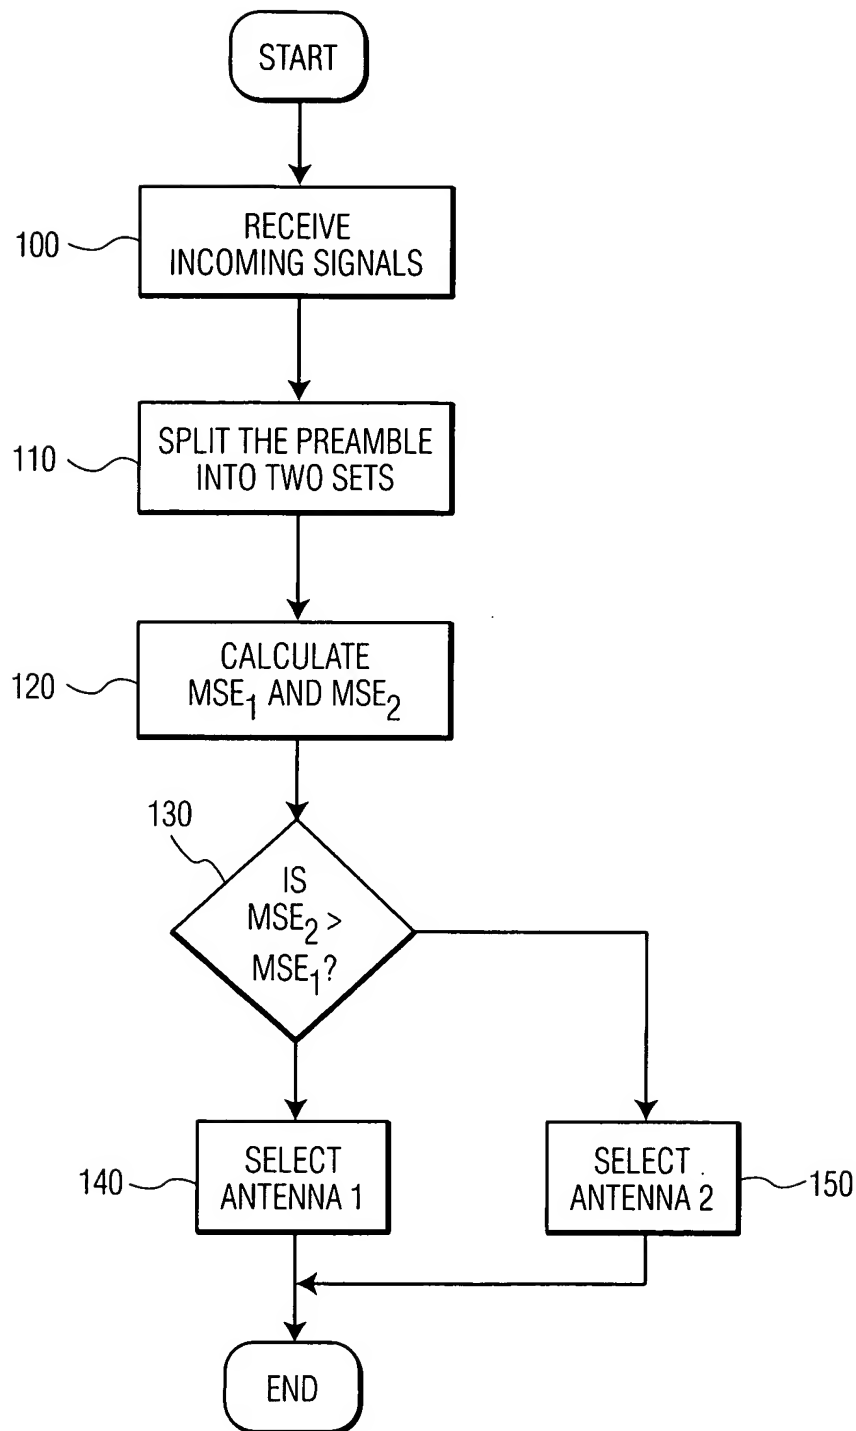 START
100
RECEIVE
INCOMING SIGNALS
110
SPLIT THE PREAMBLE
INTO TWO SETS
120
CALCULATE
MSE1 AND MSE2
130
IS
MSE2 >
MSE1?
140
SELECT
ANTENNA 1
SELECT
ANTENNA 2
150
END